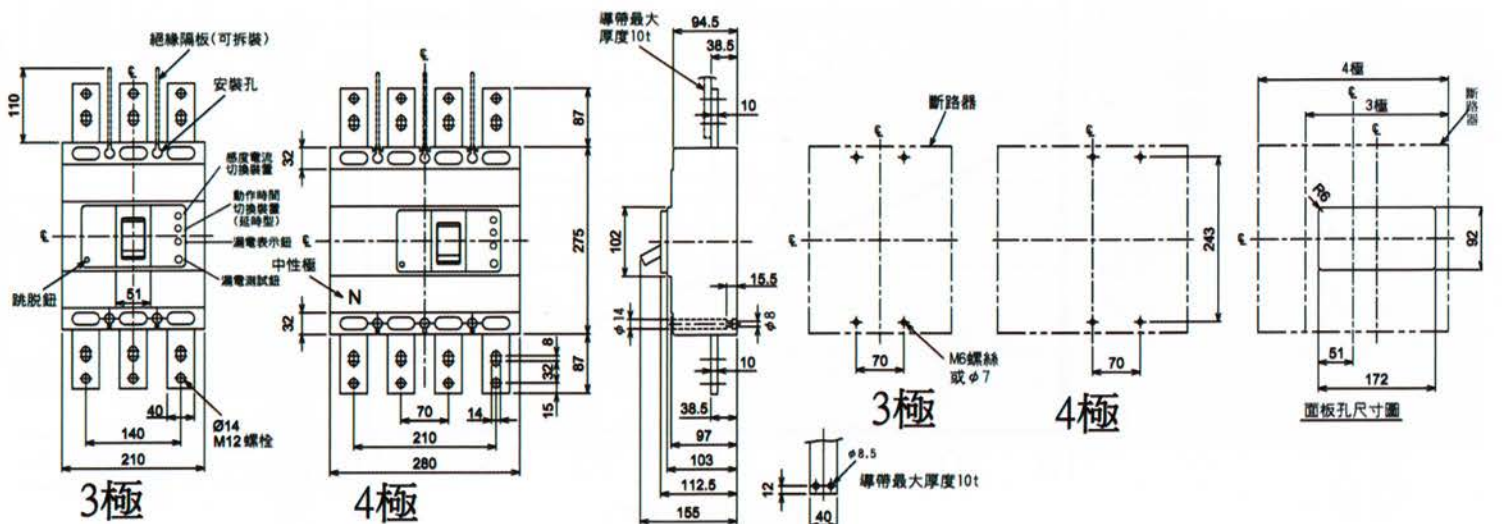 ℄
絕緣隔板(可拆裝)
安裝孔
110
感度電流
切換裝置
動作時間
切換裝置
(延時型)
漏電表示鈕
漏電測試鈕
℄
跳脫鈕
51
40
140
210
Ø14
M12螺栓
3極
℄
87
32
275
中性極
N
32
8
32
15
87
70
14
210
280
4極
導帶最大
厚度10t
94.5
38.5
10
102
15.5
φ14
φ8
10
38.5
97
103
112.5
155
℄
斷路器
℄
70
M6螺絲
或φ7
3極
℄
243
70
4極
φ8.5
導帶最大厚度10t
12
40
4極
℄
3極
℄
斷路器
R6
℄
92
51
172
面板孔尺寸圖